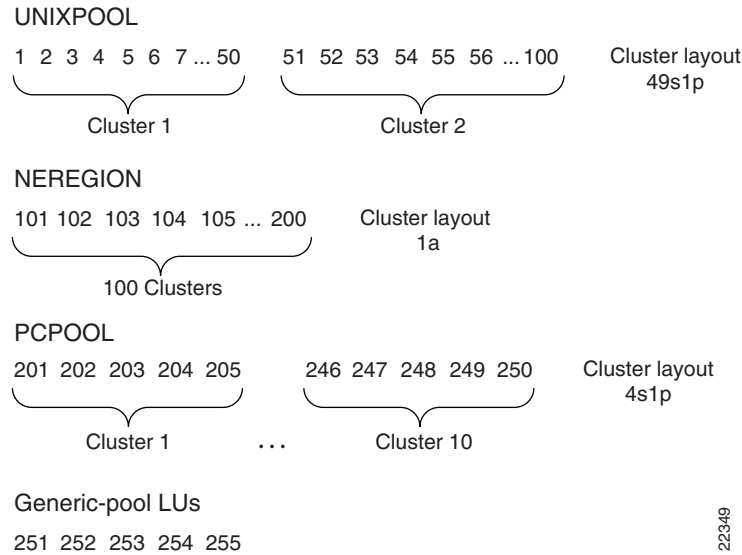 UNIXPOOL
1 2 3 4 5 6 7 ... 50 51 52 53 54 55 56 ... 100 Cluster layout
49s1p
Cluster 1 Cluster 2
NEREGION
101 102 103 104 105 ... 200 Cluster layout
1a
100 Clusters
PCPOOL
201 202 203 204 205 246 247 248 249 250 Cluster layout
4s1p
Cluster 1 ... Cluster 10
Generic-pool LUs
251 252 253 254 255
22349